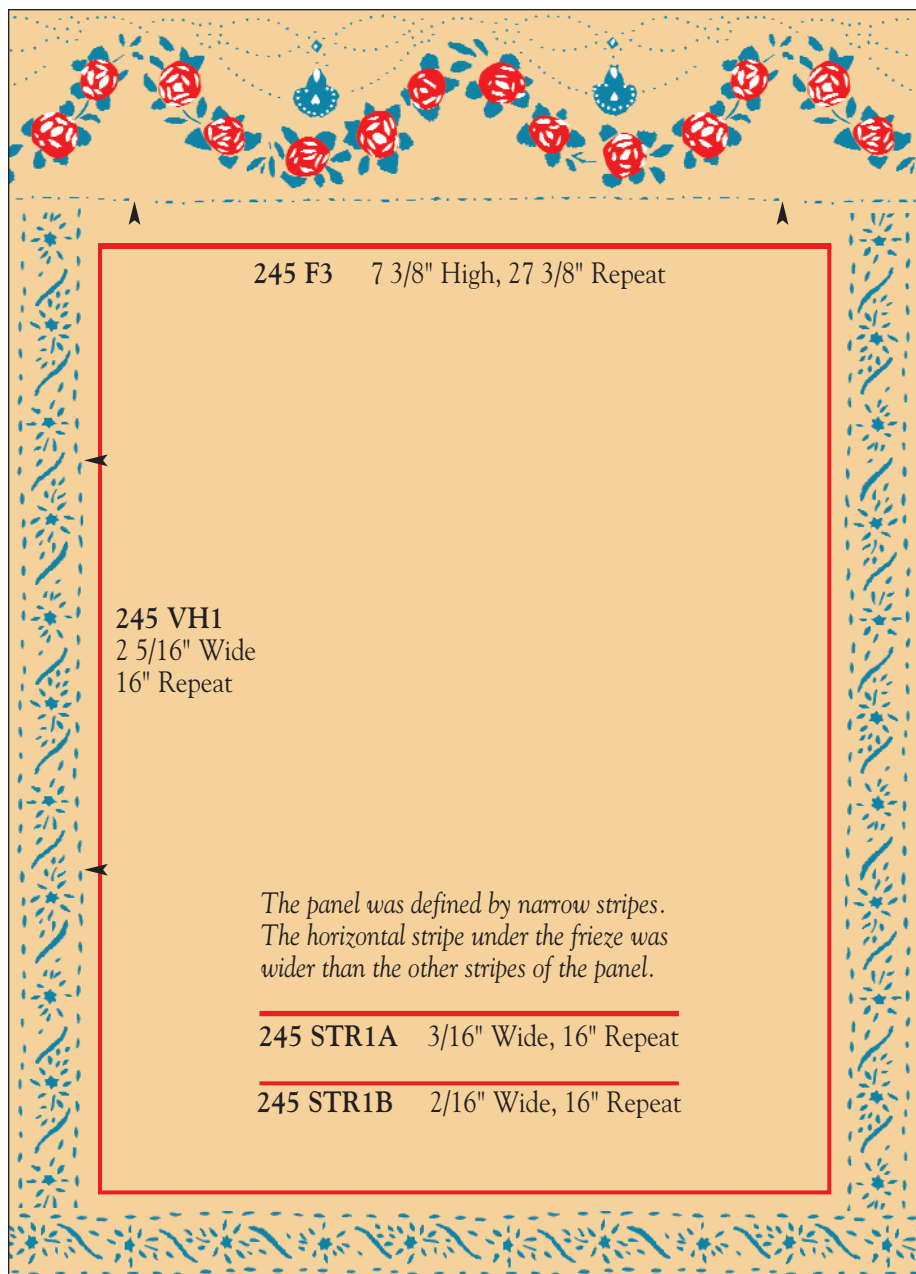 245 F3 7 3/8" High, 27 3/8" Repeat
245 VH1
2 5/16" Wide
16" Repeat
The panel was defined by narrow stripes.
The horizontal stripe under the frieze was
wider than the other stripes of the panel.
245 STR1A 3/16" Wide, 16" Repeat
245 STR1B 2/16" Wide, 16" Repeat